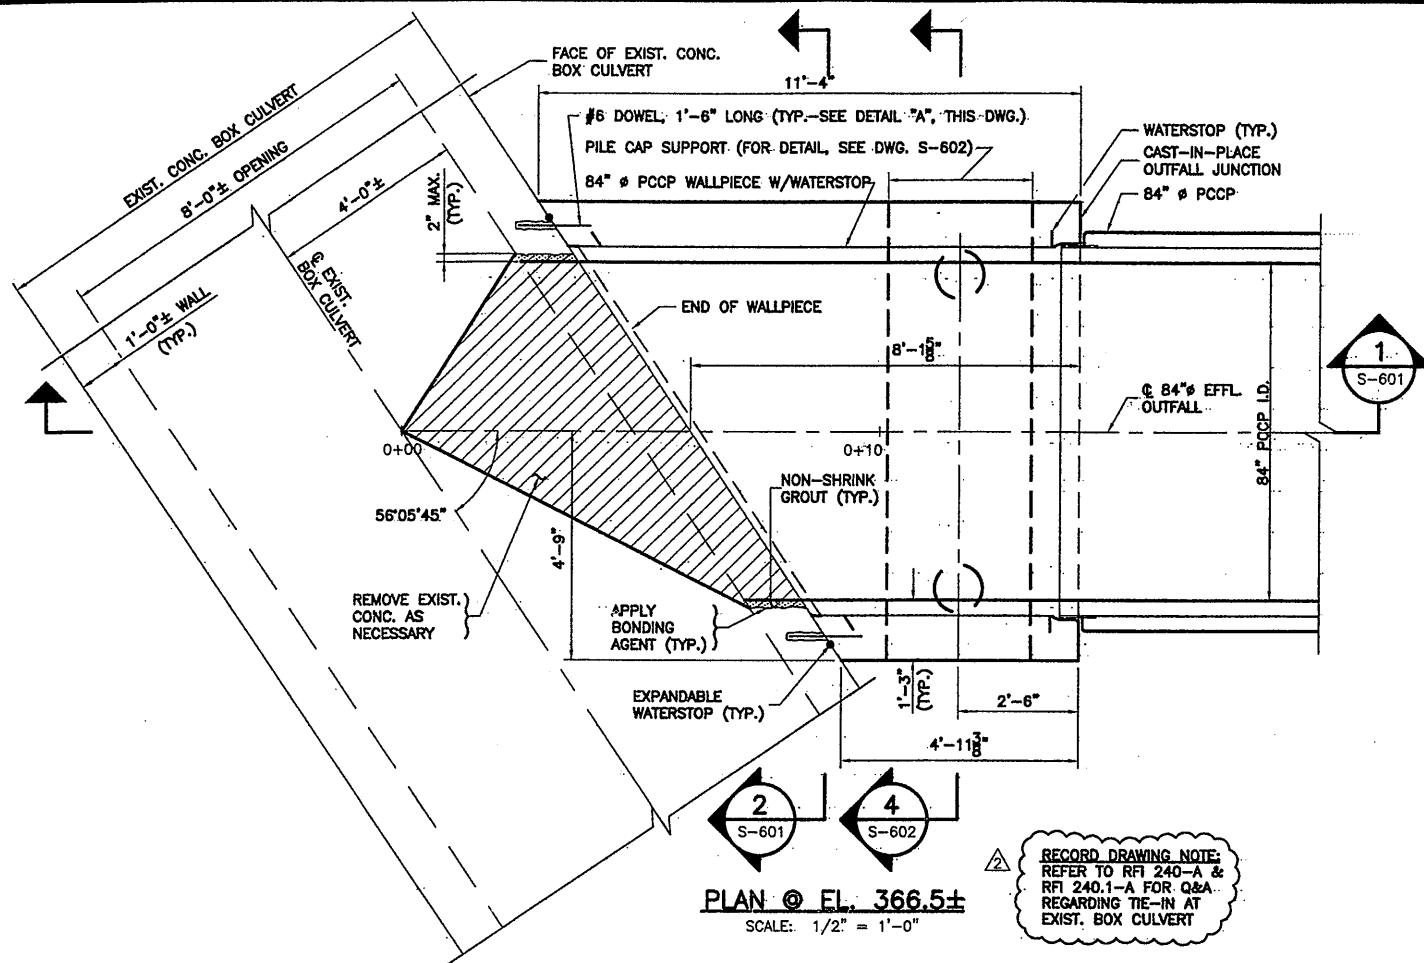 FACE OF EXIST. CONC.
BOX CULVERT
11'-4"
EXIST. CONC. BOX CULVERT
8'-0"± OPENING
4'-0"±
#6 DOWEL, 1'-6" LONG (TYP.-SEE DETAIL "A", THIS DWG.)
PILE CAP SUPPORT (FOR DETAIL, SEE DWG. S-602)
84" ø PCCP WALLPIECE W/WATERSTOP
WATERSTOP (TYP.)
CAST-IN-PLACE
OUTFALL JUNCTION
84" ø PCCP
2" MAX.
(TYP.)
℄ EXIST.
BOX CULVERT
1'-0"± WALL
(TYP.)
END OF WALLPIECE
8'-1 5/8"
1
S-601
℄ 84"ø EFFL.
OUTFALL
84" PCCP I.D.
0+00
0+10
56°05'45"
NON-SHRINK
GROUT (TYP.)
4'-9"
REMOVE EXIST.
CONC. AS
NECESSARY
APPLY
BONDING
AGENT (TYP.)
EXPANDABLE
WATERSTOP (TYP.)
1'-3"
(TYP.)
2'-6"
4'-11 3/8"
2
S-601
4
S-602
PLAN @ EL. 366.5±
SCALE: 1/2" = 1'-0"
2
RECORD DRAWING NOTE:
REFER TO RFI 240-A &
RFI 240.1-A FOR Q&A
REGARDING TIE-IN AT
EXIST. BOX CULVERT